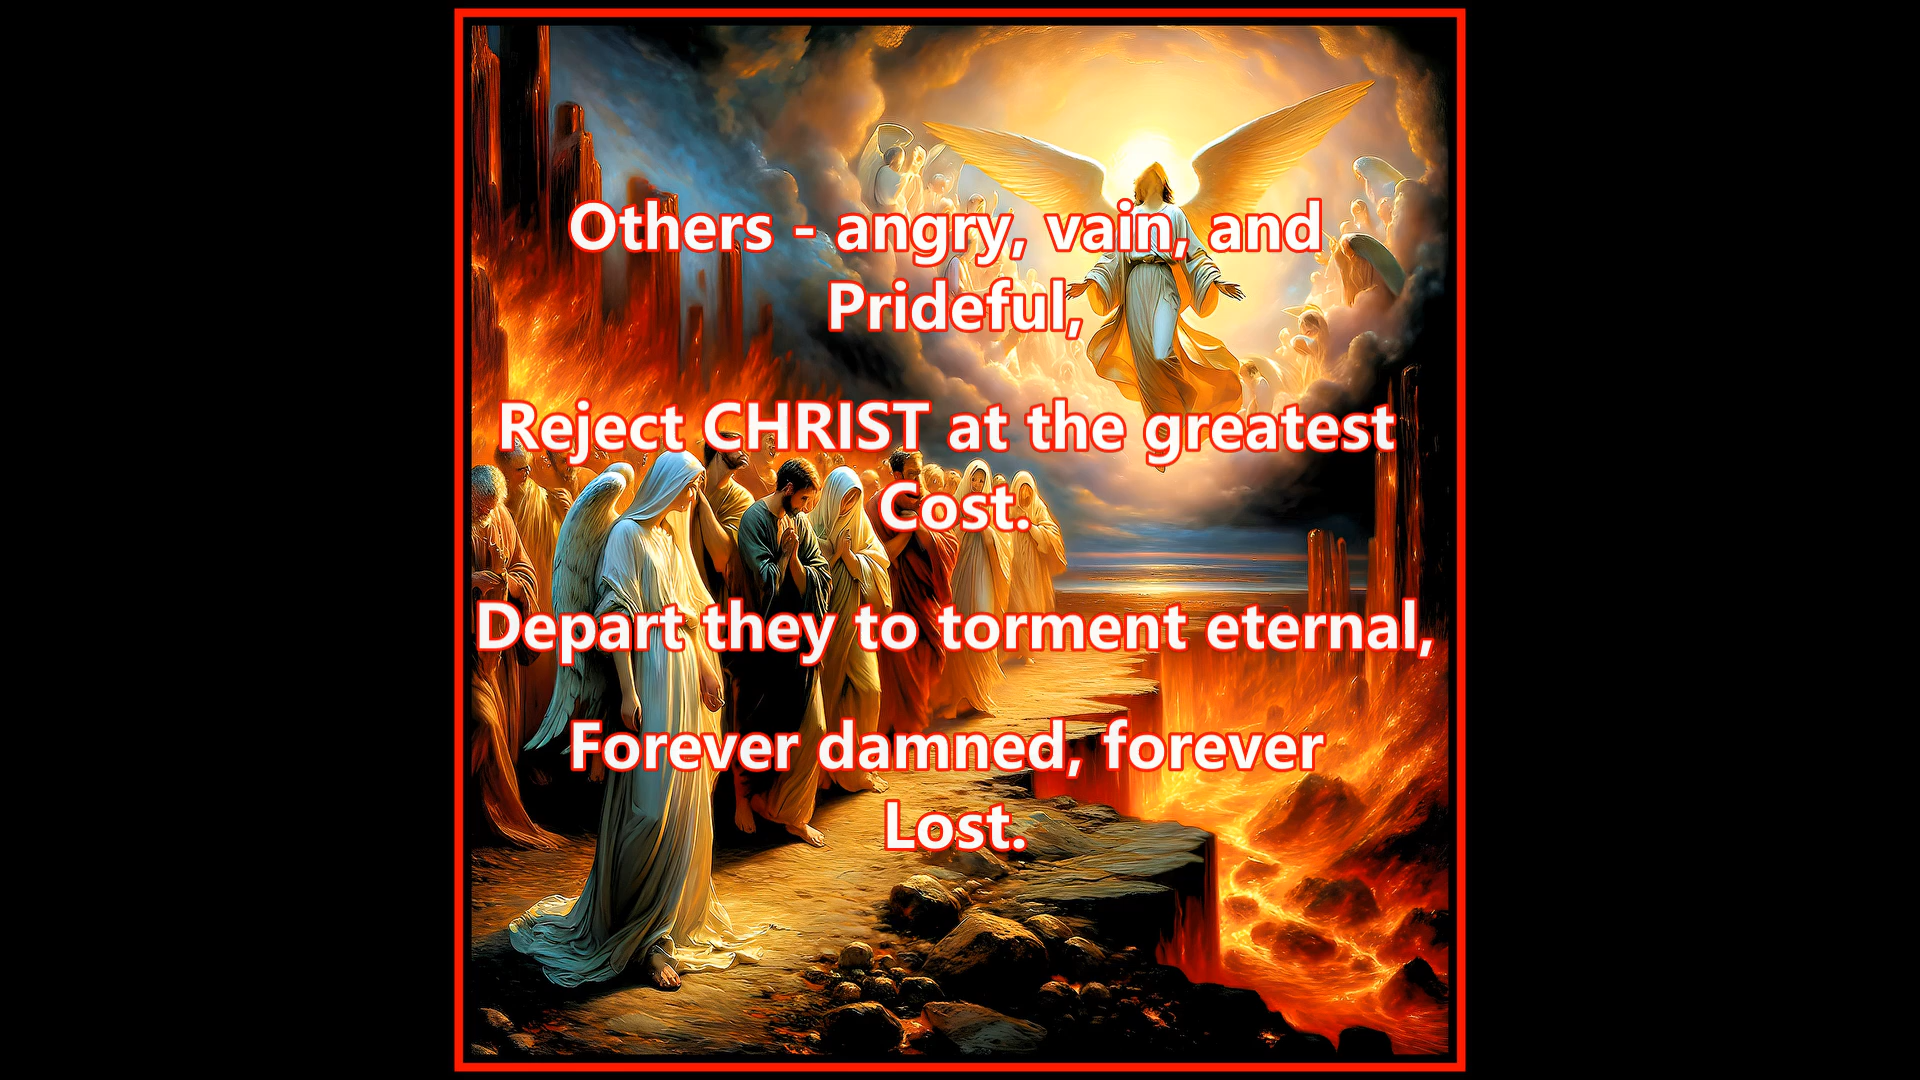 Others - angry, vain, and
Prideful,
Reject CHRIST at the greatest
Cost.
Depart they to torment eternal,
Forever damned, forever
Lost.